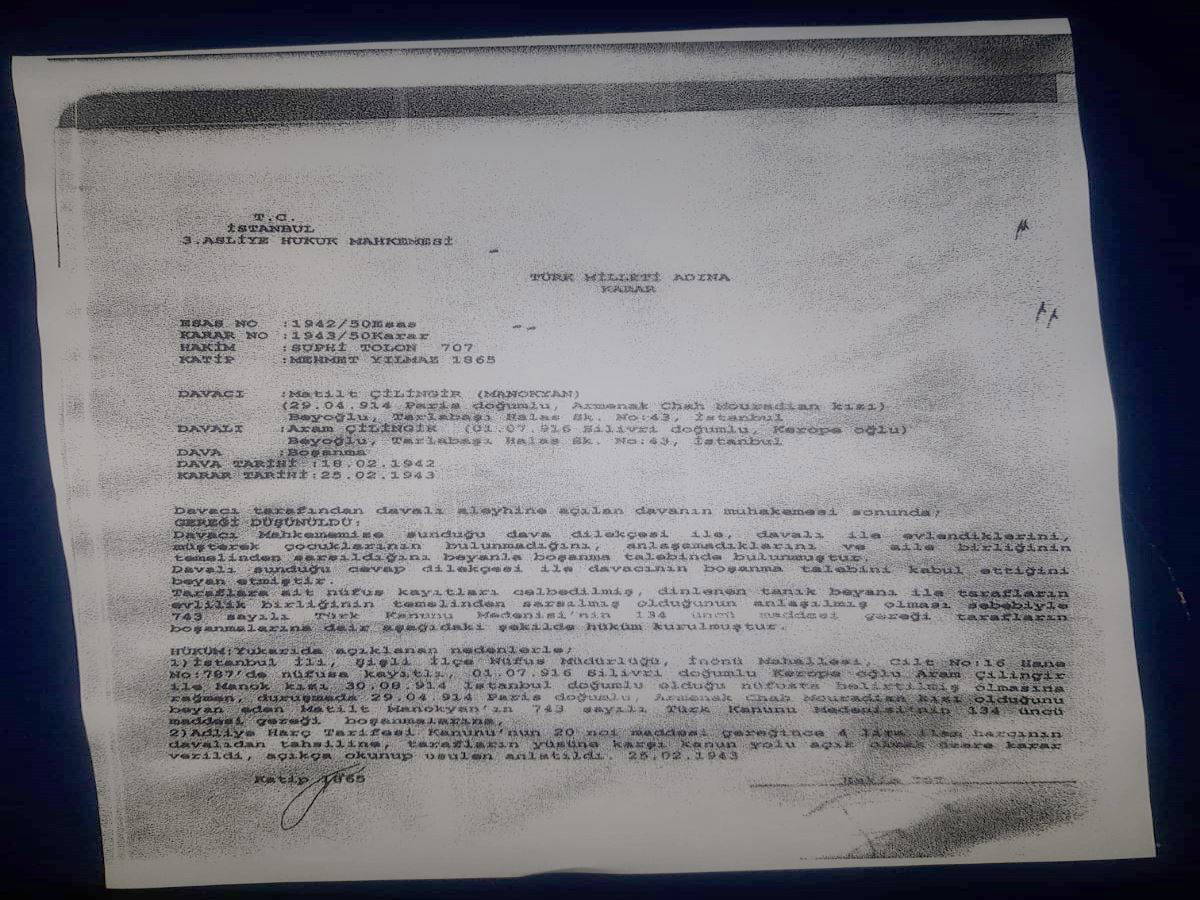 T.C.
İSTANBUL
3.ASLİYE HUKUK MAHKEMESİ
TÜRK MİLLETİ ADINA
KARAR
ESAS NO :1942/50Esas
KARAR NO :1943/50Karar
HAKİM :SUPHİ TOLON 707
KATİP :MEHMET YILMAZ 1865
DAVACI :Matilt ÇİLİNGİR (MANOKYAN)
(29.04.914 Paris doğumlu, Armenak Chah Mouradian kızı)
Beyoğlu, Tarlabaşı Halas Sk. No:43, İstanbul
DAVALI :Aram ÇİLİNGİR (01.07.916 Silivri doğumlu, Kerope oğlu)
Beyoğlu, Tarlabaşı Halas Sk. No:43, İstanbul
DAVA :Boşanma
DAVA TARİHİ :18.02.1942
KARAR TARİHİ:25.02.1943
Davacı tarafından davalı aleyhine açılan davanın muhakemesi sonunda;
GEREĞİ DÜŞÜNÜLDÜ:
Davacı Mahkememize sunduğu dava dilekçesi ile, davalı ile evlendiklerini,
müşterek çocuklarının bulunmadığını, anlaşamadıklarını ve aile birliğinin
temelinden sarsıldığını beyanla boşanma talebinde bulunmuştur.
Davalı sunduğu cevap dilekçesi ile davacının boşanma talebini kabul ettiğini
beyan etmiştir.
Taraflara ait nüfus kayıtları celbedilmiş, dinlenen tanık beyanı ile tarafların
evlilik birliğinin temelinden sarsılmış olduğunun anlaşılmış olması sebebiyle
743 sayılı Türk Kanunu Medenisi'nin 134 üncü maddesi gereği tarafların
boşanmalarına dair aşağıdaki şekilde hüküm kurulmuştur.
HÜKÜM:Yukarıda açıklanan nedenlerle;
1)İstanbul İli, Şişli İlçe Nüfus Müdürlüğü, İnönü Mahallesi, Cilt No:16 Hane
No:787'de nüfusa kayıtlı, 01.07.916 Silivri doğumlu Kerope oğlu Aram Çilingir
ile Manok kızı 30.08.914 İstanbul doğumlu olduğu nüfusta belirtilmiş olmasına
rağmen, duruşmada 29.04.914 Paris doğumlu Armenak Chah Mouradian kızı olduğunu
beyan eden Matilt Manokyan'ın 743 sayılı Türk Kanunu Medenisi'nin 134 üncü
maddesi gereği boşanmalarına,
2)Adliye Harç Tarifesi Kanunu'nun 20 nci maddesi gereğince 4 lira ilam harcının
davalıdan tahsiline, tarafların yüzüne karşı kanun yolu açık olmak üzere karar
verildi, açıkça okunup usulen anlatıldı. 25.02.1943
Katip 1865
Hakim 707